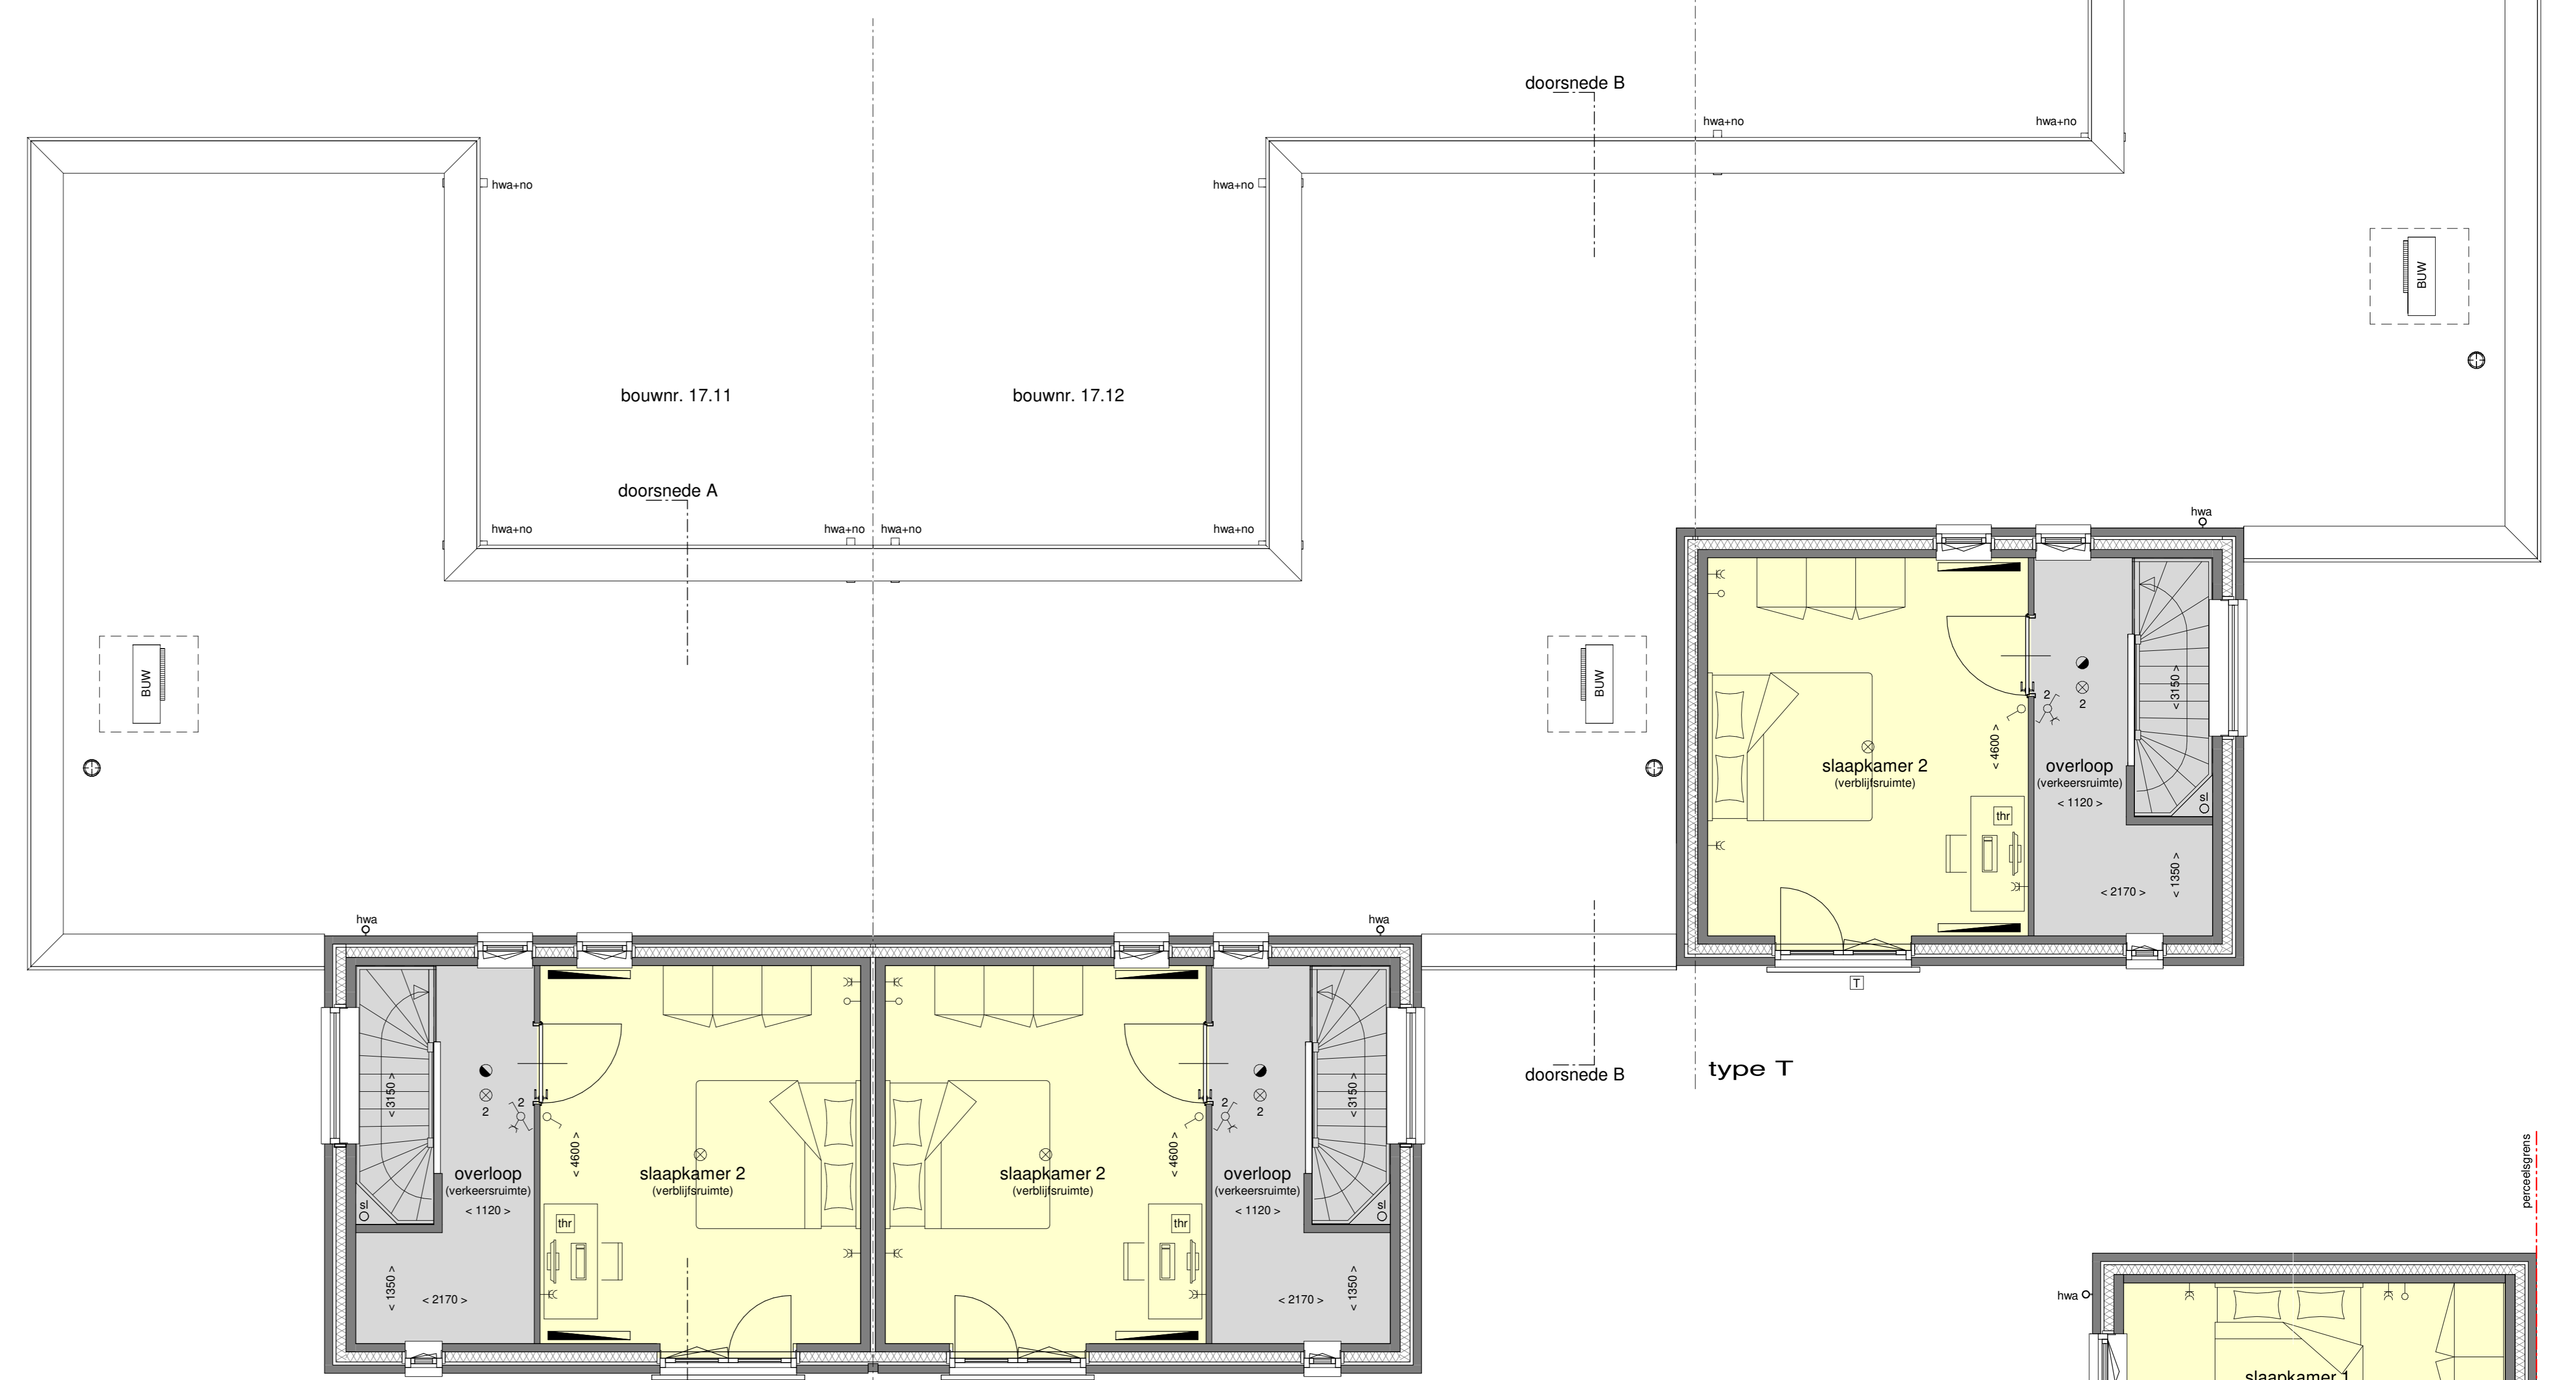 doorsnede B
hwa+no
hwa+no
hwa+no
hwa+no
BUW
bouwnr. 17.11
bouwnr. 17.12
doorsnede A
hwa+no
hwa+no
hwa+no
hwa+no
hwa
BUW
BUW
< 3150 >
2
2
< 4600 >
slaapkamer 2
(verblijfsruimte)
overloop
(verkeersruimte)
< 1120 >
sl
thr
< 2170 >
< 1350 >
hwa
hwa
T
type T
doorsnede B
< 3150 >
2
2
< 4600 >
overloop
(verkeersruimte)
< 1120 >
sl
slaapkamer 2
(verblijfsruimte)
thr
< 1350 >
< 2170 >
slaapkamer 2
(verblijfsruimte)
< 4600 >
2
2
< 3150 >
overloop
(verkeersruimte)
< 1120 >
sl
thr
< 2170 >
< 1350 >
perceelsgrens
hwa
slaapkamer 1